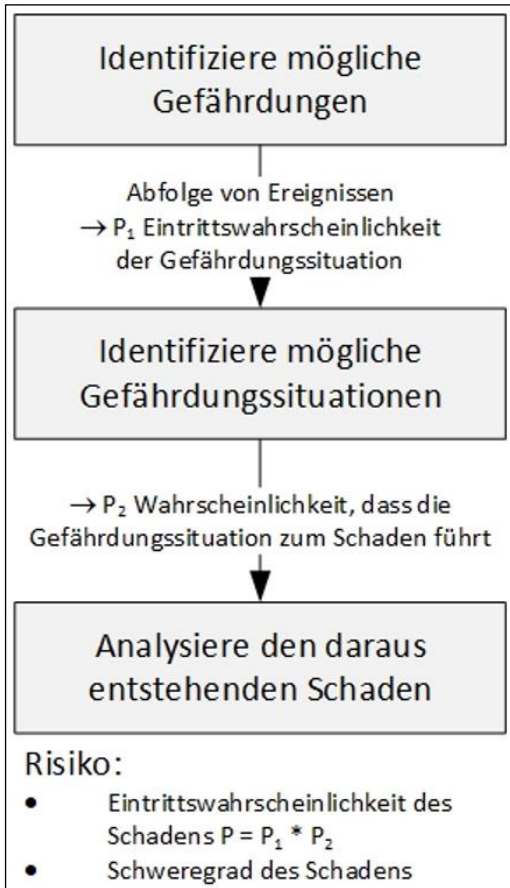 Identifiziere mögliche
Gefährdungen
Abfolge von Ereignissen
→ P₁ Eintrittswahrscheinlichkeit
der Gefährdungssituation
Identifiziere mögliche
Gefährdungssituationen
→ P₂ Wahrscheinlichkeit, dass die
Gefährdungssituation zum Schaden führt
Analysiere den daraus
entstehenden Schaden
Risiko:
• Eintrittswahrscheinlichkeit des
Schadens P = P₁ * P₂
• Schweregrad des Schadens